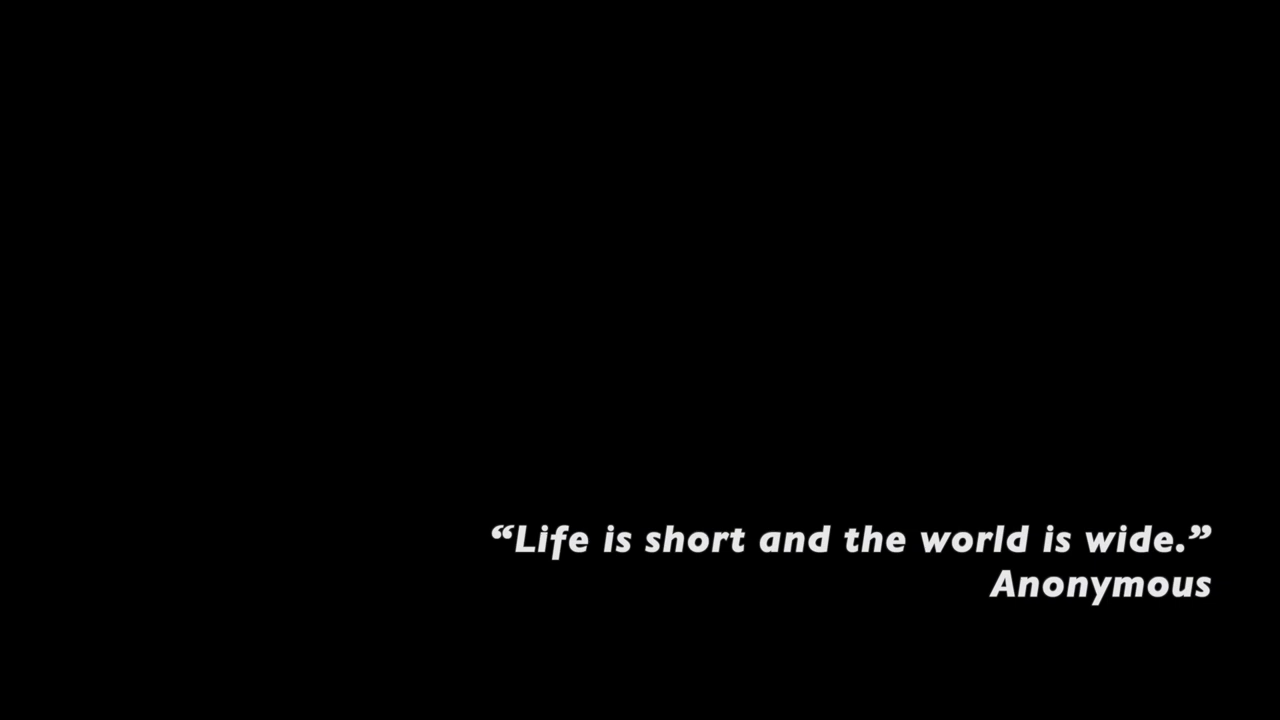 “Life is short and the world is wide.”
Anonymous